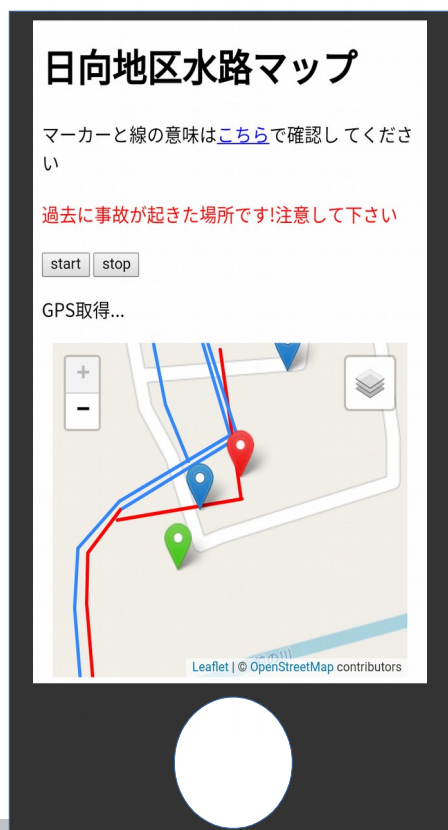 日向地区水路マップ
マーカーと線の意味はこちらで確認し てくださ
い
過去に事故が起きた場所です!注意して下さい
start stop
GPS取得...
+
−
Leaflet | © OpenStreetMap contributors